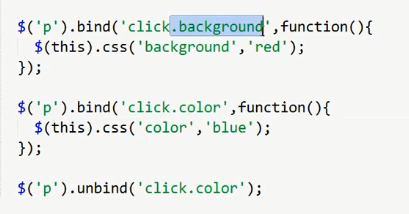 $('p').bind('click.background',function(){
  $(this).css('background','red');
});
$('p').bind('click.color',function(){
  $(this).css('color','blue');
});
$('p').unbind('click.color');